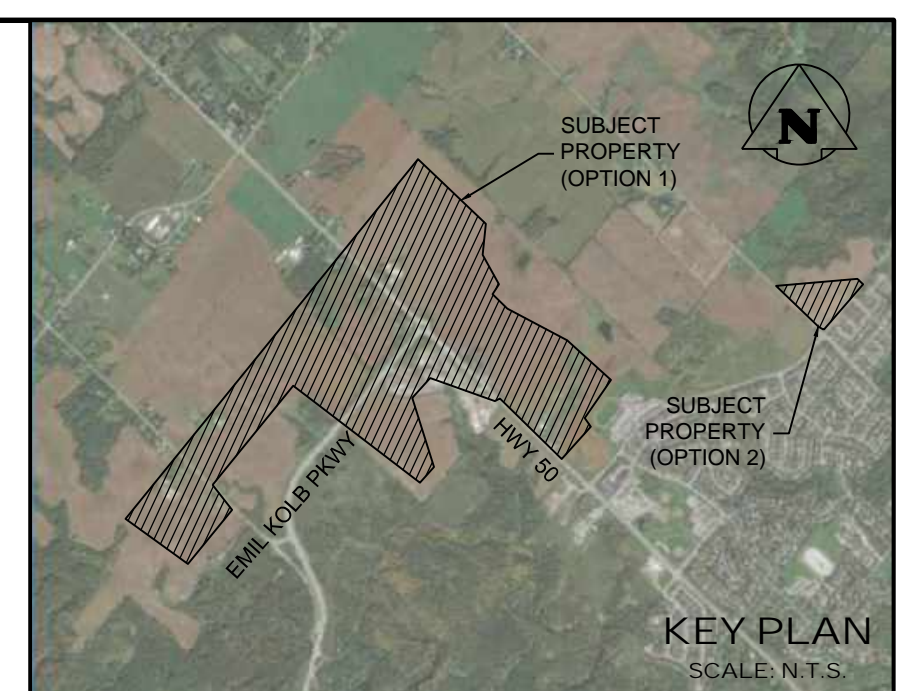 SUBJECT
PROPERTY
(OPTION 1)
N
SUBJECT
PROPERTY
(OPTION 2)
HWY 50
EMIL KOLB PKWY
KEY PLAN
SCALE: N.T.S.